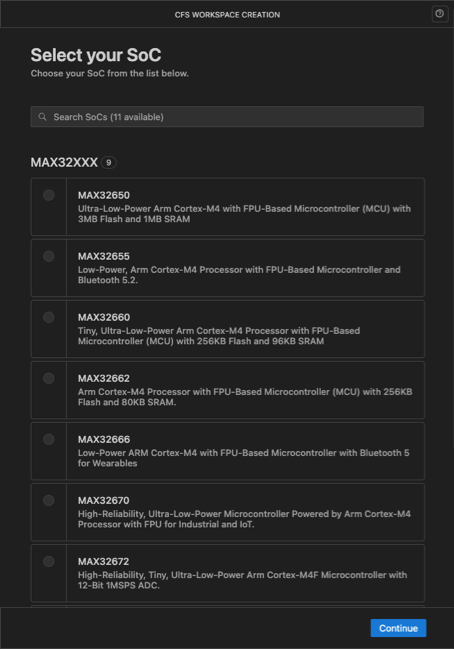 CFS WORKSPACE CREATION
Select your SoC
Choose your SoC from the list below.
Search SoCs (11 available)
MAX32XXX 9
MAX32650
Ultra-Low-Power Arm Cortex-M4 with FPU-Based Microcontroller (MCU) with
3MB Flash and 1MB SRAM
MAX32655
Low-Power, Arm Cortex-M4 Processor with FPU-Based Microcontroller and
Bluetooth 5.2.
MAX32660
Tiny, Ultra-Low-Power Arm Cortex-M4 Processor with FPU-Based
Microcontroller (MCU) with 256KB Flash and 96KB SRAM
MAX32662
Arm Cortex-M4 Processor with FPU-Based Microcontroller (MCU) with 256KB
Flash and 80KB SRAM.
MAX32666
Low-Power ARM Cortex-M4 with FPU-Based Microcontroller with Bluetooth 5
for Wearables
MAX32670
High-Reliability, Ultra-Low-Power Microcontroller Powered by Arm Cortex-M4
Processor with FPU for Industrial and IoT.
MAX32672
High-Reliability, Tiny, Ultra-Low-Power Arm Cortex-M4F Microcontroller with
12-Bit 1MSPS ADC.
Continue